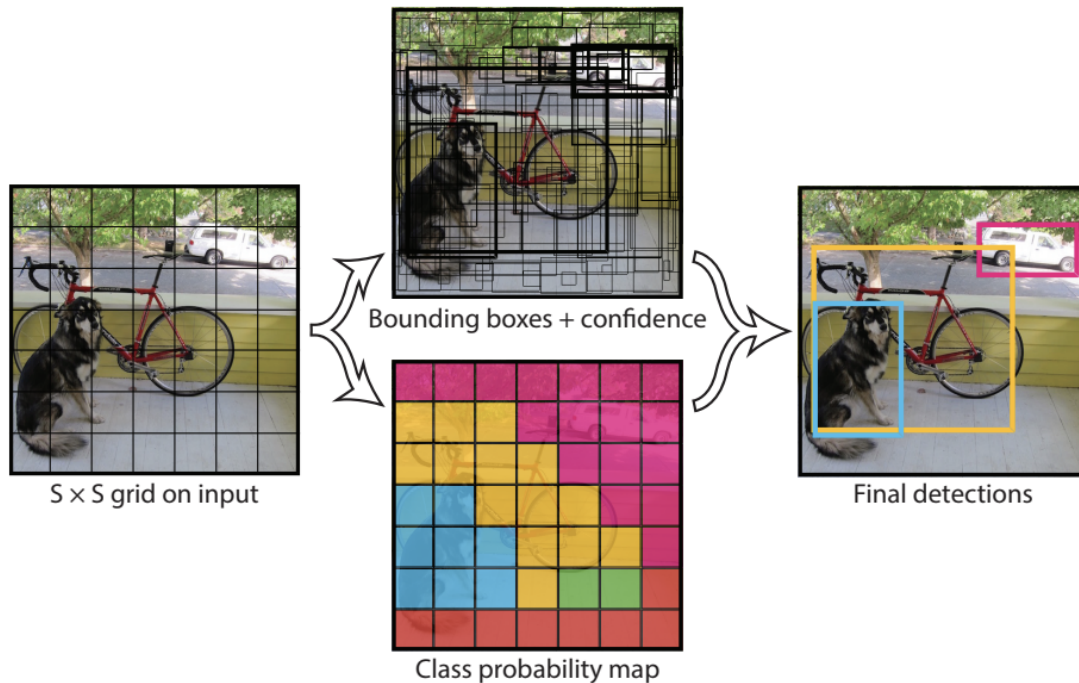 Bounding boxes + confidence
S × S grid on input
Final detections
Class probability map